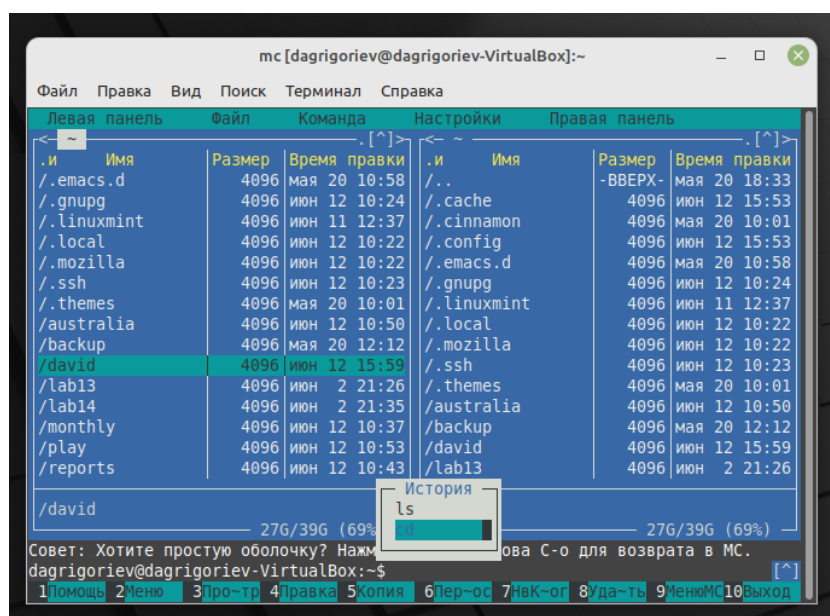 mc [dagrigoriev@dagrigoriev-VirtualBox]:~
Файл Правка Вид Поиск Терминал Справка
Левая панель Файл Команда Настройки Правая панель
<─ ~ ─.[^]>┐┌<─ ~ ─.[^]>
.и Имя │Размер │Время правки││.и Имя │Размер │Время правки
/.emacs.d │ 4096│мая 20 10:58││/.. │-ВВЕРХ-│мая 20 18:33
/.gnupg │ 4096│июн 12 10:24││/.cache │ 4096│июн 12 15:53
/.linuxmint │ 4096│июн 11 12:37││/.cinnamon │ 4096│мая 20 10:01
/.local │ 4096│июн 12 10:22││/.config │ 4096│июн 12 15:53
/.mozilla │ 4096│июн 12 10:22││/.emacs.d │ 4096│мая 20 10:58
/.ssh │ 4096│июн 12 10:23││/.gnupg │ 4096│июн 12 10:24
/.themes │ 4096│мая 20 10:01││/.linuxmint │ 4096│июн 11 12:37
/australia │ 4096│июн 12 10:50││/.local │ 4096│июн 12 10:22
/backup │ 4096│мая 20 12:12││/.mozilla │ 4096│июн 12 10:22
/david │ 4096│июн 12 15:59││/.ssh │ 4096│июн 12 10:23
/lab13 │ 4096│июн 2 21:26││/.themes │ 4096│мая 20 10:01
/lab14 │ 4096│июн 2 21:35││/australia │ 4096│июн 12 10:50
/monthly │ 4096│июн 12 10:37││/backup │ 4096│мая 20 12:12
/play │ 4096│июн 12 10:53││/david │ 4096│июн 12 15:59
/reports │ 4096│июн 12 10:43││/lab13 │ 4096│июн 2 21:26
История
/david ls
27G/39G (69% cd 27G/39G (69%)
Совет: Хотите простую оболочку? Нажм ова C-o для возврата в MC.
dagrigoriev@dagrigoriev-VirtualBox:~$ [^]
1Помощь 2Меню 3Про~тр 4Правка 5Копия 6Пер~ос 7НвК~ог 8Уда~ть 9МенюMC10Выход